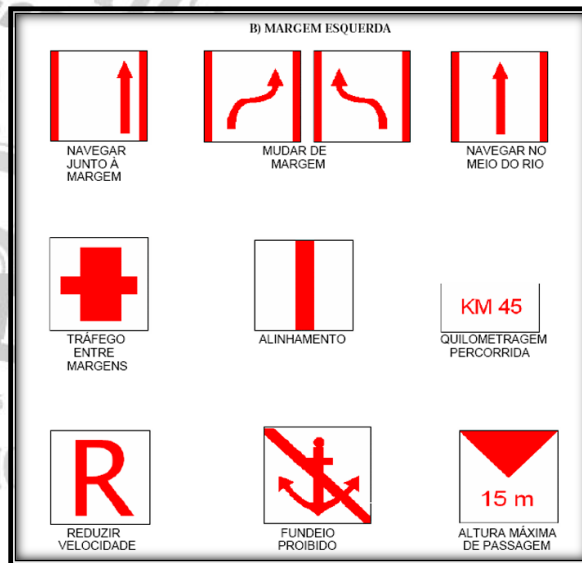 B) MARGEM ESQUERDA
NAVEGAR
JUNTO À
MARGEM
MUDAR DE
MARGEM
NAVEGAR NO
MEIO DO RIO
TRÁFEGO
ENTRE
MARGENS
ALINHAMENTO
KM 45
QUILOMETRAGEM
PERCORRIDA
R
REDUZIR
VELOCIDADE
FUNDEIO
PROIBIDO
15 m
ALTURA MÁXIMA
DE PASSAGEM